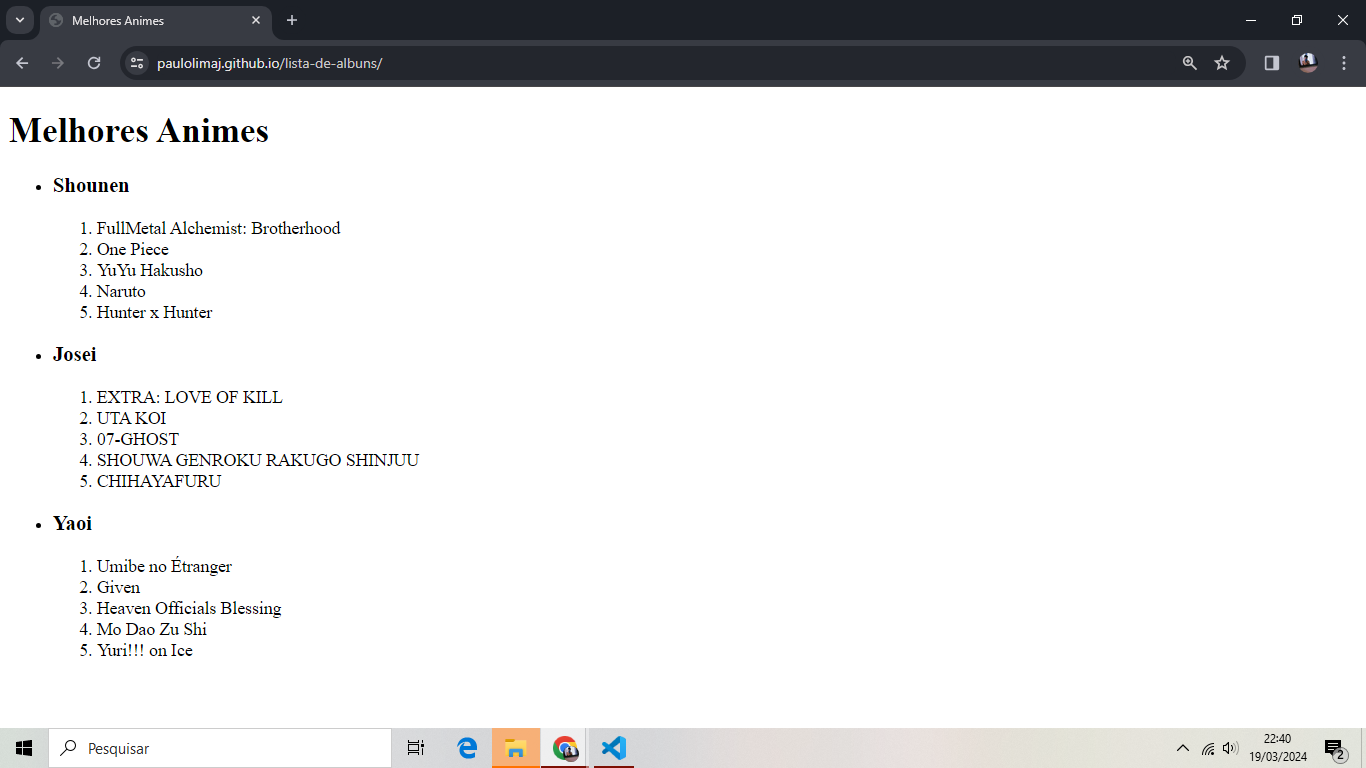 Melhores Animes
paulolimaj.github.io/lista-de-albuns/
Melhores Animes
Shounen
1. FullMetal Alchemist: Brotherhood
2. One Piece
3. YuYu Hakusho
4. Naruto
5. Hunter x Hunter
Josei
1. EXTRA: LOVE OF KILL
2. UTA KOI
3. 07-GHOST
4. SHOUWA GENROKU RAKUGO SHINJUU
5. CHIHAYAFURU
Yaoi
1. Umibe no Étranger
2. Given
3. Heaven Officials Blessing
4. Mo Dao Zu Shi
5. Yuri!!! on Ice
Pesquisar
22:40
19/03/2024
2